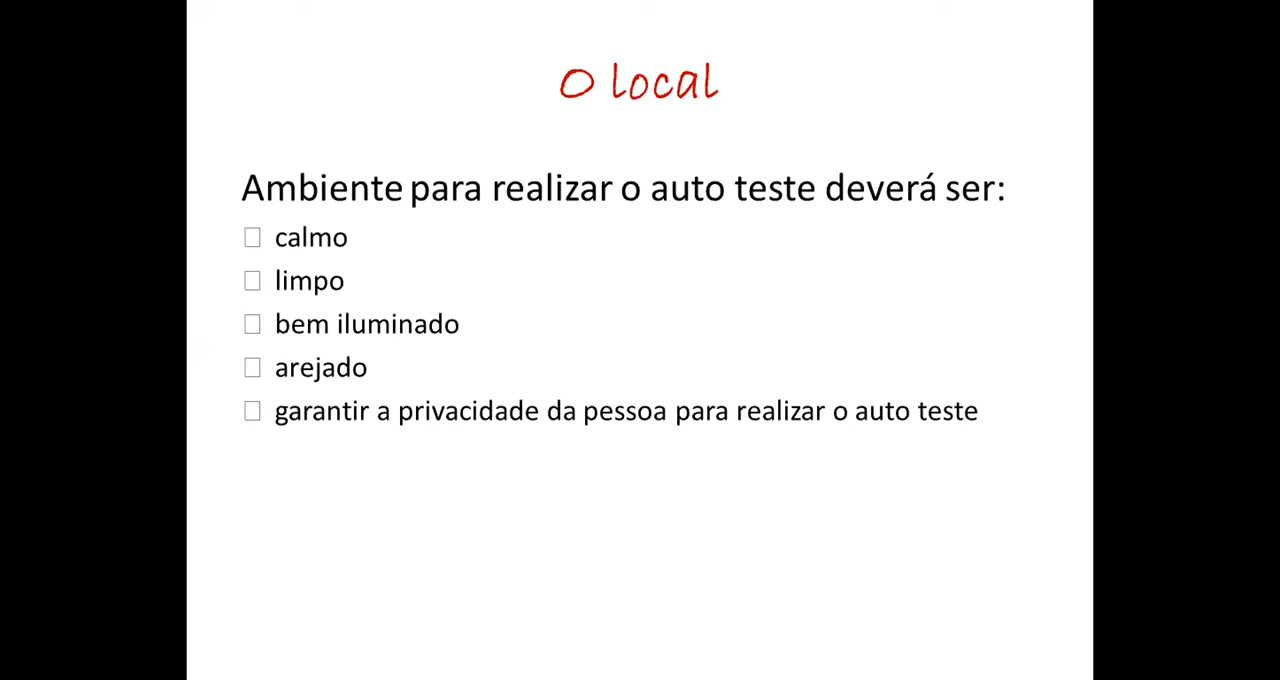 O local
Ambiente para realizar o auto teste deverá ser:
calmo
limpo
bem iluminado
arejado
garantir a privacidade da pessoa para realizar o auto teste